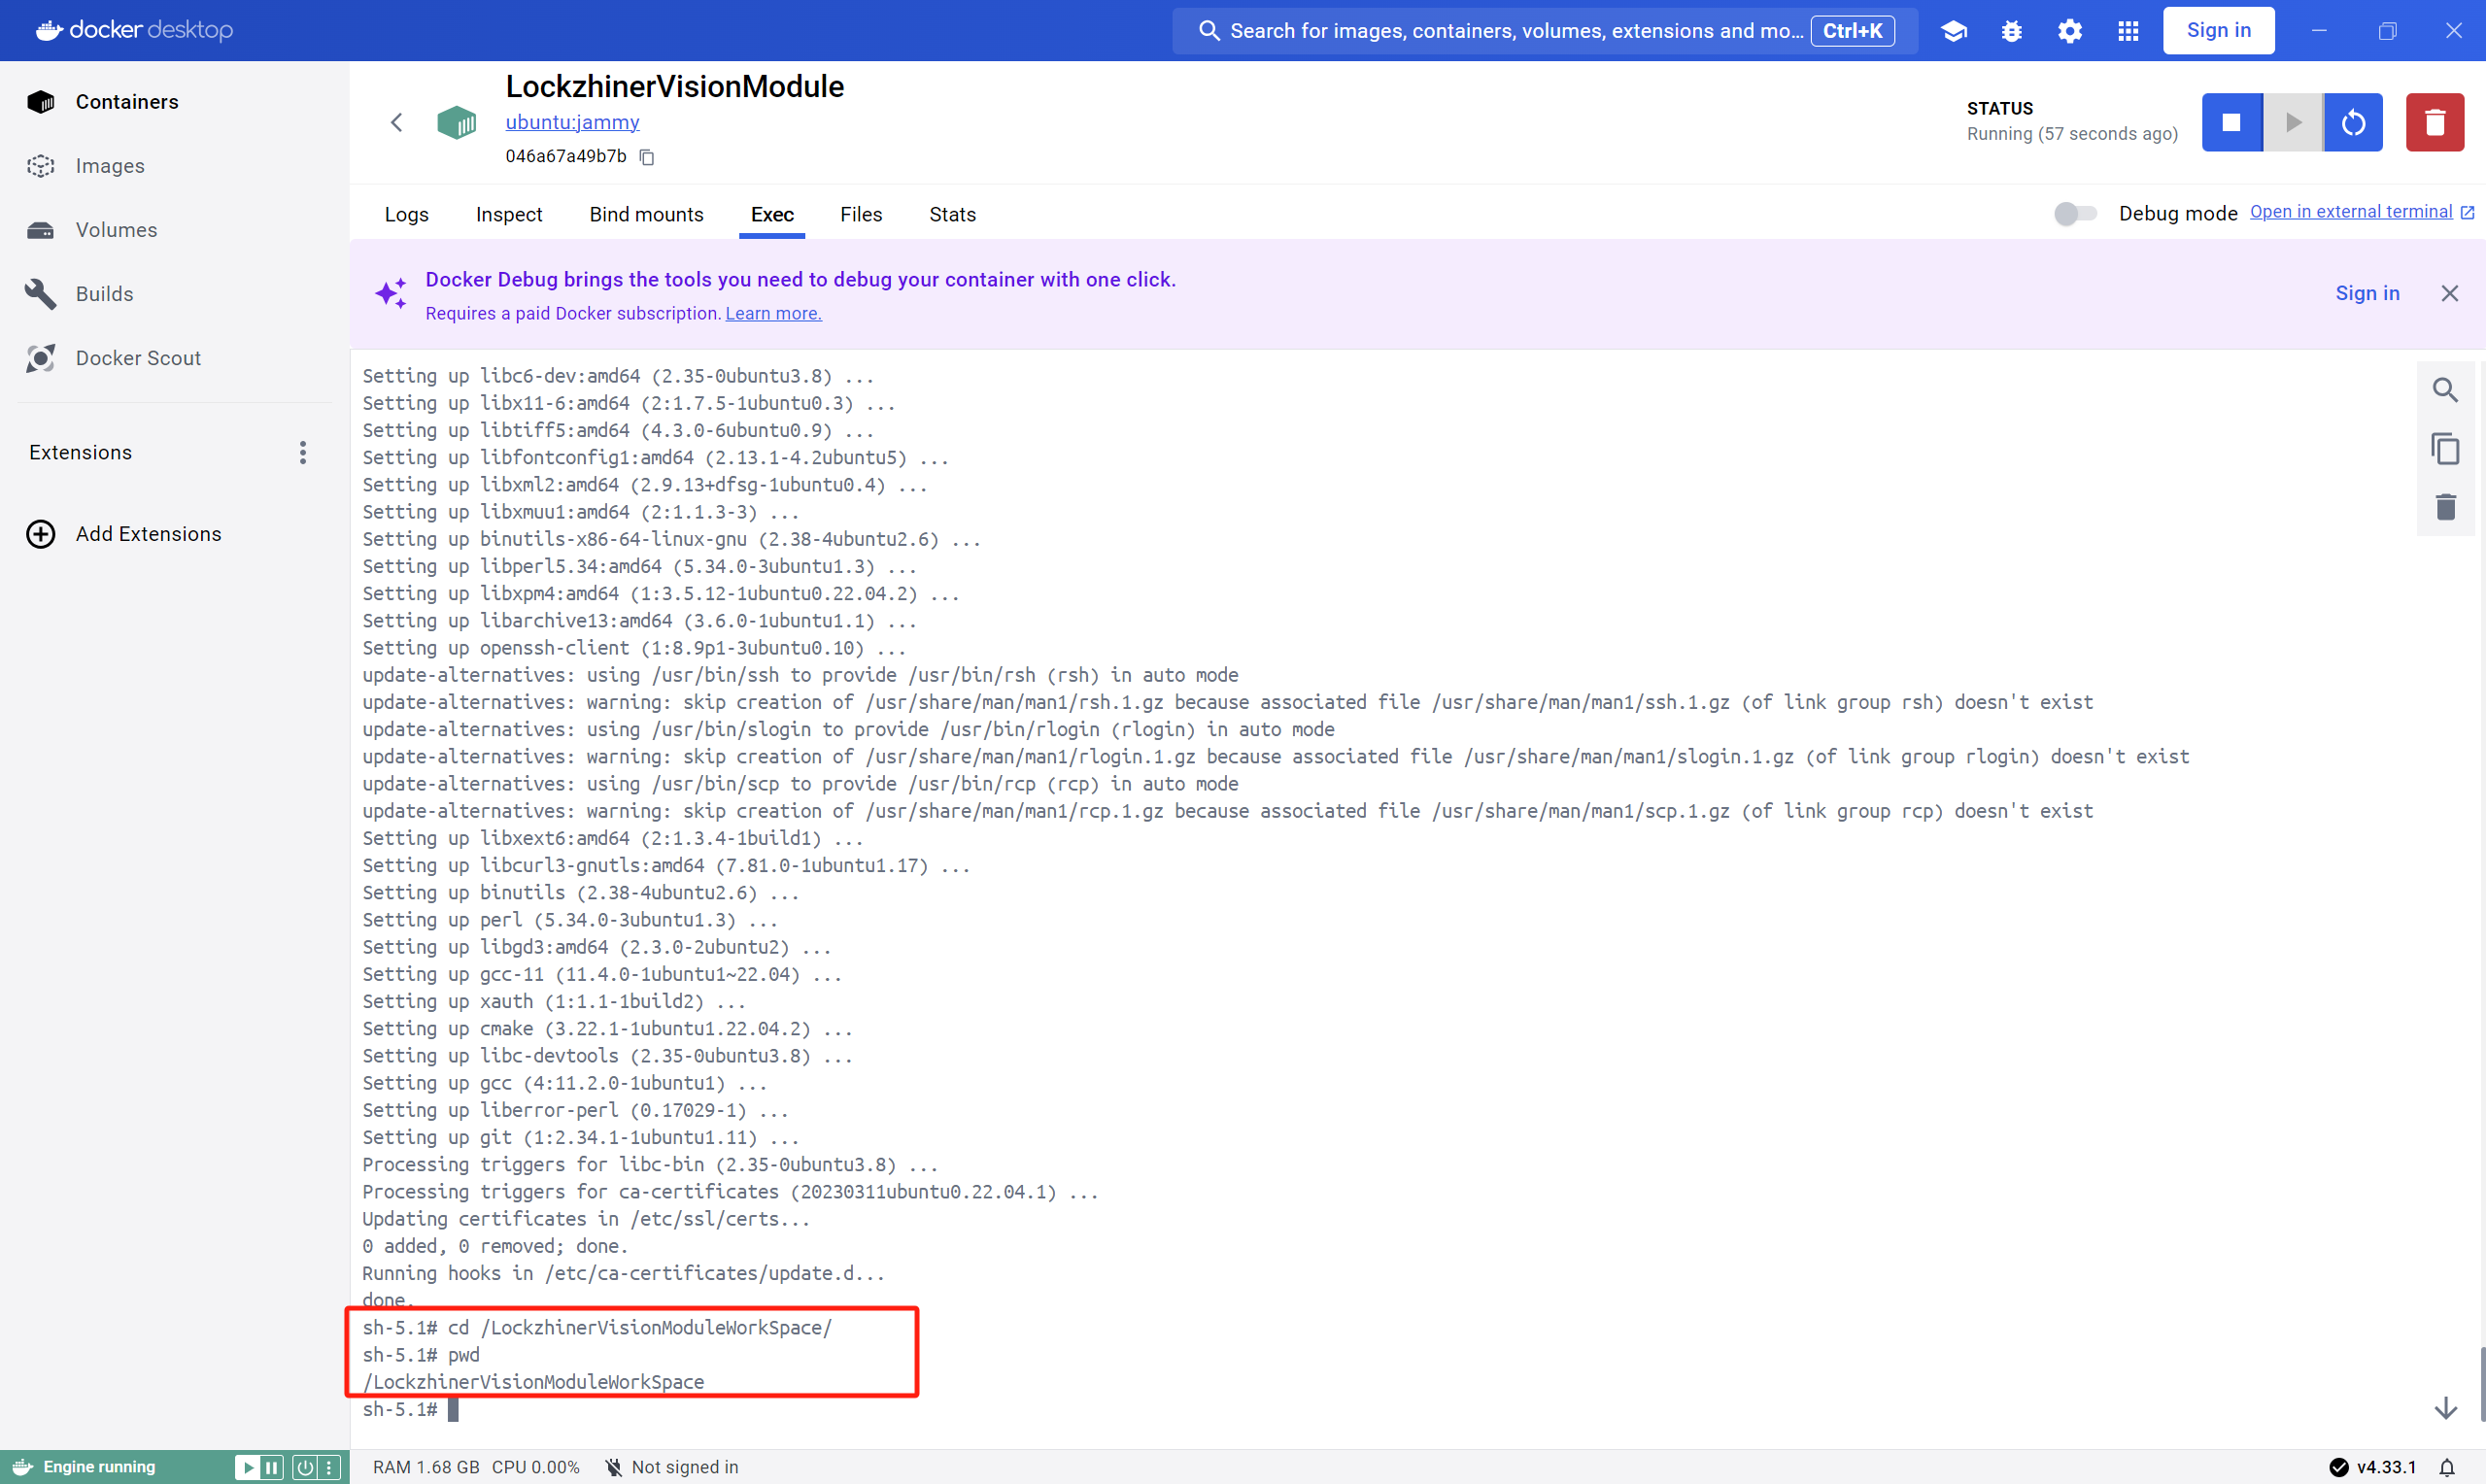 docker desktop
Search for images, containers, volumes, extensions and mo... Ctrl+K
Sign in
Containers
Images
Volumes
Builds
Docker Scout
Extensions
Add Extensions
LockzhinerVisionModule
ubuntu:jammy
046a67a49b7b
STATUS
Running (57 seconds ago)
Logs Inspect Bind mounts Exec Files Stats
Debug mode Open in external terminal
Docker Debug brings the tools you need to debug your container with one click.
Requires a paid Docker subscription. Learn more.
Sign in
Setting up libc6-dev:amd64 (2.35-0ubuntu3.8) ...
Setting up libx11-6:amd64 (2:1.7.5-1ubuntu0.3) ...
Setting up libtiff5:amd64 (4.3.0-6ubuntu0.9) ...
Setting up libfontconfig1:amd64 (2.13.1-4.2ubuntu5) ...
Setting up libxml2:amd64 (2.9.13+dfsg-1ubuntu0.4) ...
Setting up libxmuu1:amd64 (2:1.1.3-3) ...
Setting up binutils-x86-64-linux-gnu (2.38-4ubuntu2.6) ...
Setting up libperl5.34:amd64 (5.34.0-3ubuntu1.3) ...
Setting up libxpm4:amd64 (1:3.5.12-1ubuntu0.22.04.2) ...
Setting up libarchive13:amd64 (3.6.0-1ubuntu1.1) ...
Setting up openssh-client (1:8.9p1-3ubuntu0.10) ...
update-alternatives: using /usr/bin/ssh to provide /usr/bin/rsh (rsh) in auto mode
update-alternatives: warning: skip creation of /usr/share/man/man1/rsh.1.gz because associated file /usr/share/man/man1/ssh.1.gz (of link group rsh) doesn't exist
update-alternatives: using /usr/bin/slogin to provide /usr/bin/rlogin (rlogin) in auto mode
update-alternatives: warning: skip creation of /usr/share/man/man1/rlogin.1.gz because associated file /usr/share/man/man1/slogin.1.gz (of link group rlogin) doesn't exist
update-alternatives: using /usr/bin/scp to provide /usr/bin/rcp (rcp) in auto mode
update-alternatives: warning: skip creation of /usr/share/man/man1/rcp.1.gz because associated file /usr/share/man/man1/scp.1.gz (of link group rcp) doesn't exist
Setting up libxext6:amd64 (2:1.3.4-1build1) ...
Setting up libcurl3-gnutls:amd64 (7.81.0-1ubuntu1.17) ...
Setting up binutils (2.38-4ubuntu2.6) ...
Setting up perl (5.34.0-3ubuntu1.3) ...
Setting up libgd3:amd64 (2.3.0-2ubuntu2) ...
Setting up gcc-11 (11.4.0-1ubuntu1~22.04) ...
Setting up xauth (1:1.1-1build2) ...
Setting up cmake (3.22.1-1ubuntu1.22.04.2) ...
Setting up libc-devtools (2.35-0ubuntu3.8) ...
Setting up gcc (4:11.2.0-1ubuntu1) ...
Setting up liberror-perl (0.17029-1) ...
Setting up git (1:2.34.1-1ubuntu1.11) ...
Processing triggers for libc-bin (2.35-0ubuntu3.8) ...
Processing triggers for ca-certificates (20230311ubuntu0.22.04.1) ...
Updating certificates in /etc/ssl/certs...
0 added, 0 removed; done.
Running hooks in /etc/ca-certificates/update.d...
done.
sh-5.1# cd /LockzhinerVisionModuleWorkSpace/
sh-5.1# pwd
/LockzhinerVisionModuleWorkSpace
sh-5.1#
Engine running
RAM 1.68 GB CPU 0.00% Not signed in
v4.33.1